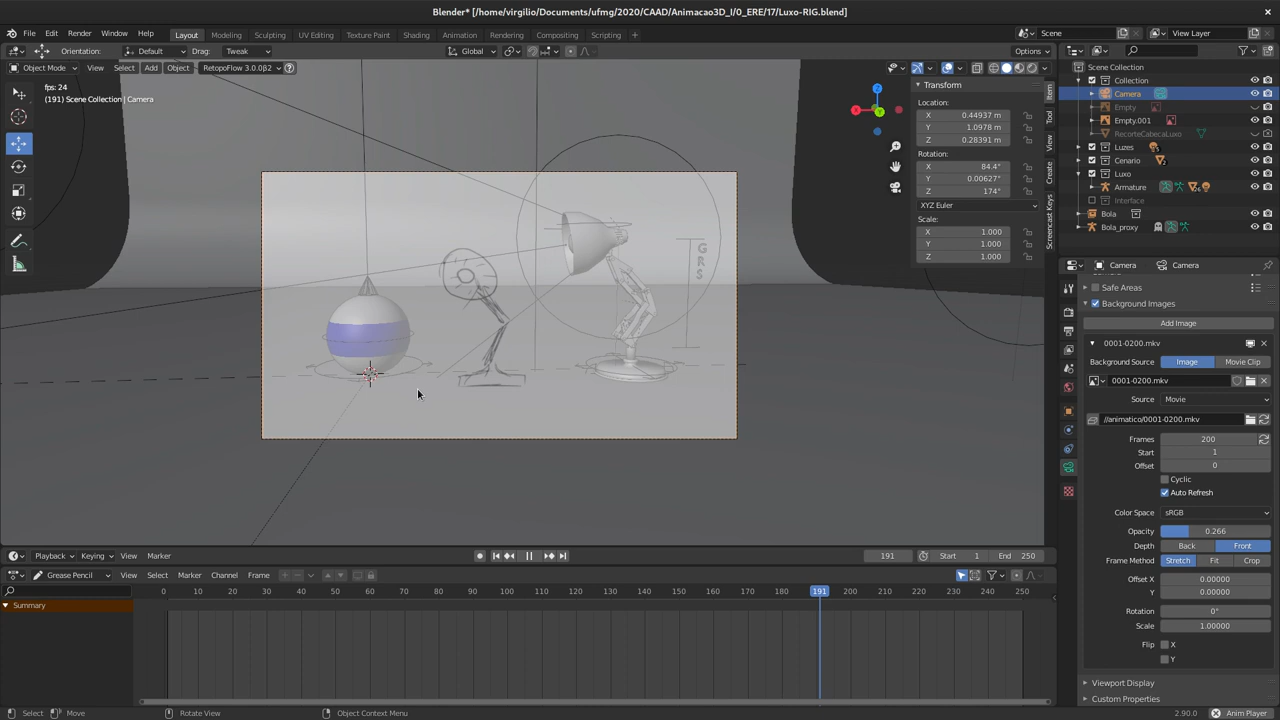 Blender* [/home/virgilio/Documents/ufmg/2020/CAAD/Animacao3D_I/0_ERE/17/Luxo-RIG.blend]
File Edit Render Window Help Layout Modeling Sculpting UV Editing Texture Paint Shading Animation Rendering Compositing Scripting Scene View Layer
Orientation: Default Drag: Tweak Global Options
Object Mode View Select Add Object RetopoFlow 3.0.0β2
fps: 24
(191) Scene Collection | Camera
X Y Z
Transform
Location:
X 0.44937 m
Y 1.0978 m
Z 0.28391 m
Rotation:
X 84.4°
Y 0.00627°
Z 174°
XYZ Euler
Scale:
X 1.000
Y 1.000
Z 1.000
Item
Tool
View
Create
Screencast Keys
G
R
S
Scene Collection
Collection
Camera
Empty
Empty.001
RecorteCabecaLuxo
Luzes
Cenario
Luxo
Armature
Interface
Bola
Bola_proxy
Camera Camera
Safe Areas
Background Images
Add Image
0001-0200.mkv
Background Source Image Movie Clip
0001-0200.mkv
Source Movie
//animatico/0001-0200.mkv
Frames 200
Start 1
Offset 0
Cyclic
Auto Refresh
Color Space sRGB
Opacity 0.266
Depth Back Front
Frame Method Stretch Fit Crop
Offset X 0.00000
Y 0.00000
Rotation 0°
Scale 1.00000
Flip X
Y
Viewport Display
Custom Properties
Playback Keying View Marker 191 Start 1 End 250
Grease Pencil View Select Marker Channel Frame
0 10 20 30 40 50 60 70 80 90 100 110 120 130 140 150 160 170 180 191 200 210 220 230 240 250
Summary
Select Move Rotate View Object Context Menu 2.90.0 Anim Player